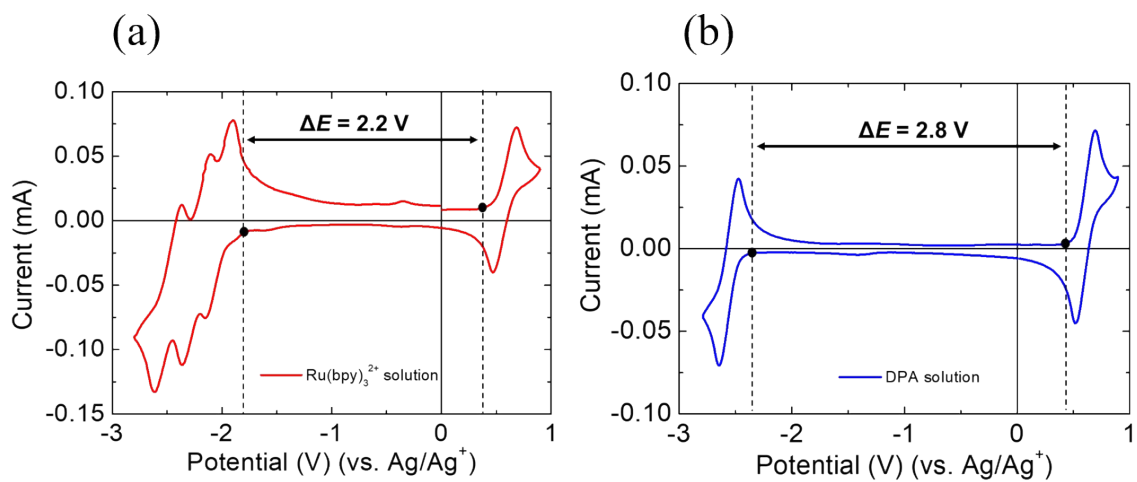 (a)
ΔE = 2.2 V
0.10
0.05
0.00
-0.05
-0.10
-0.15
Current (mA)
Ru(bpy)₃²⁺ solution
-3 -2 -1 0 1
Potential (V) (vs. Ag/Ag⁺)
(b)
ΔE = 2.8 V
0.10
0.05
0.00
-0.05
-0.10
Current (mA)
DPA solution
-3 -2 -1 0 1
Potential (V) (vs. Ag/Ag⁺)